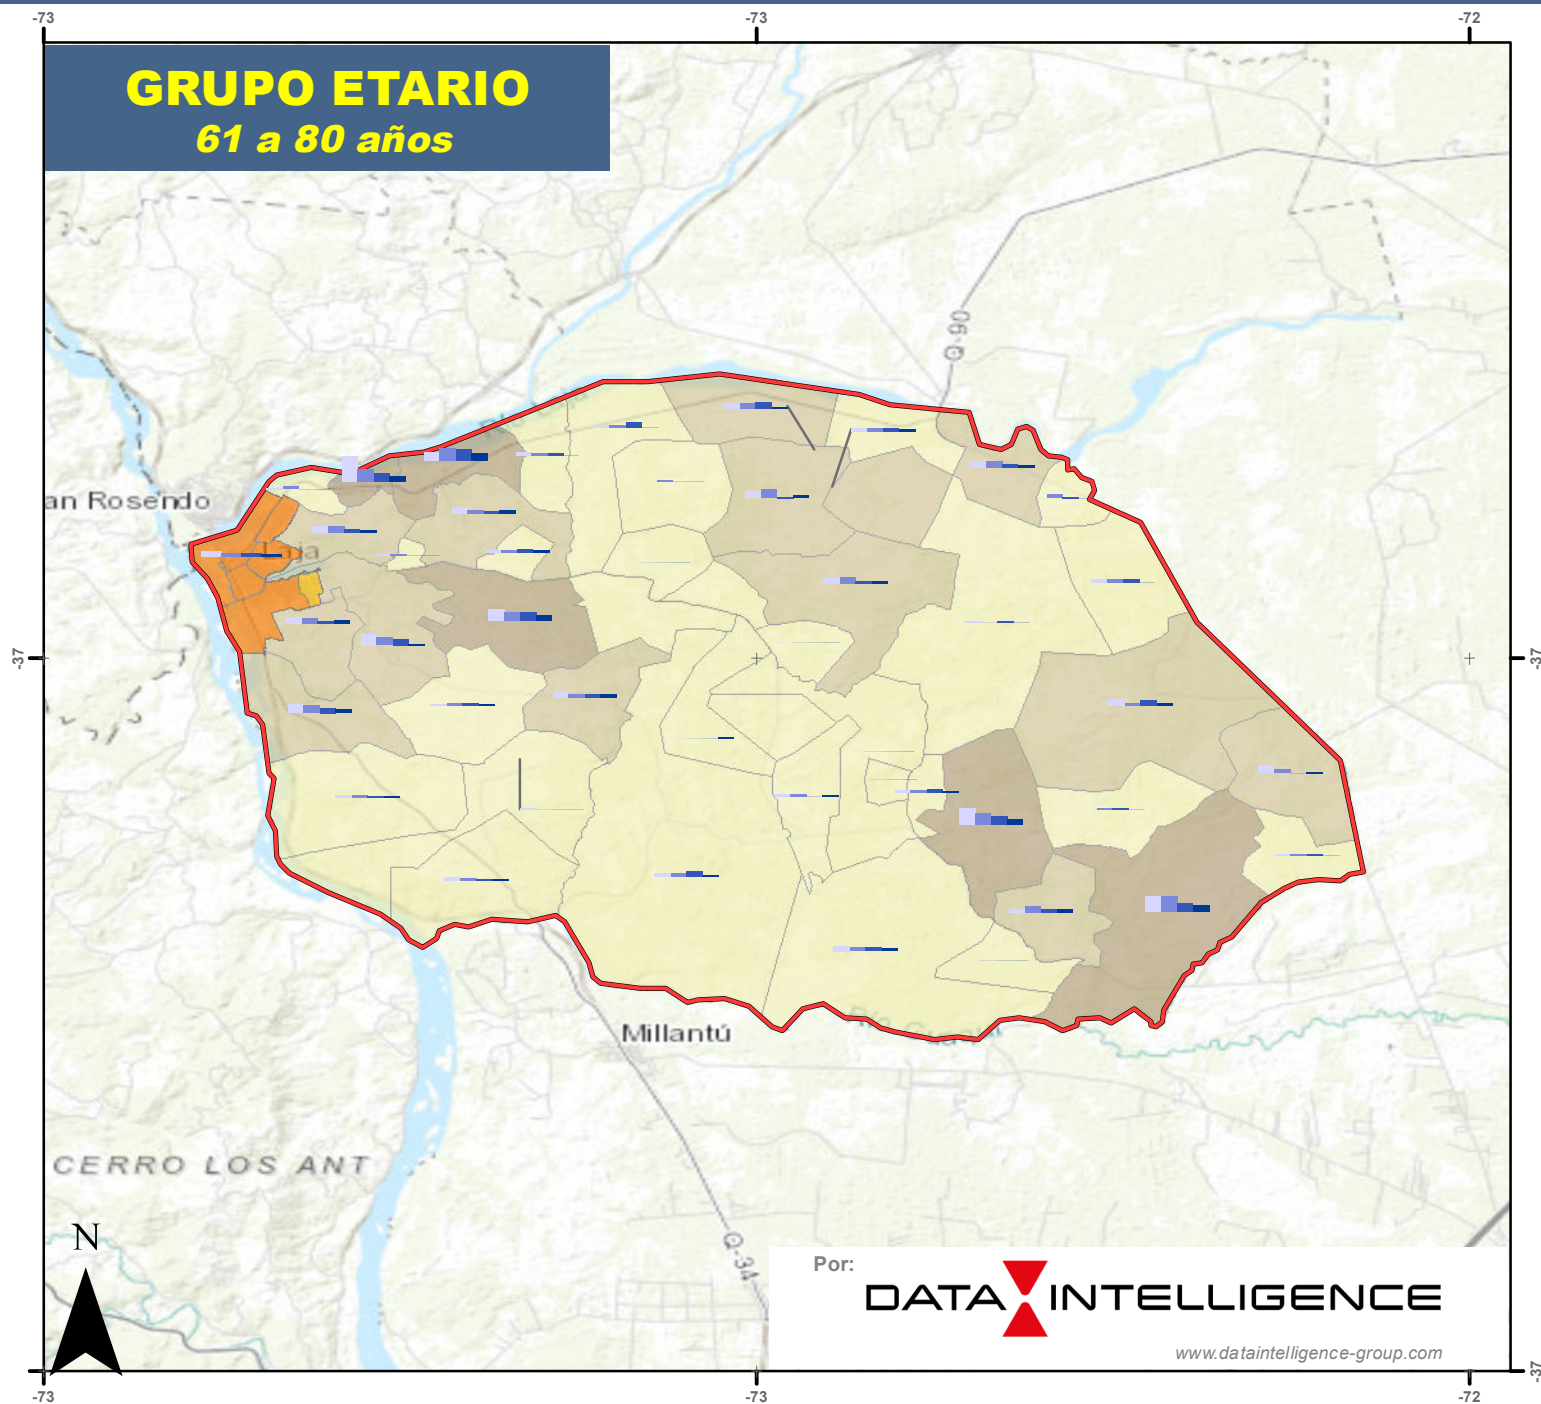 -73
-73
-72
GRUPO ETARIO
61 a 80 años
Q-90
an Rosendo
Laja
-37
-37
Millantú
CERRO LOS ANT
N
Q-34
Por:
DATA INTELLIGENCE
www.dataintelligence-group.com
-37
-73
-73
-72